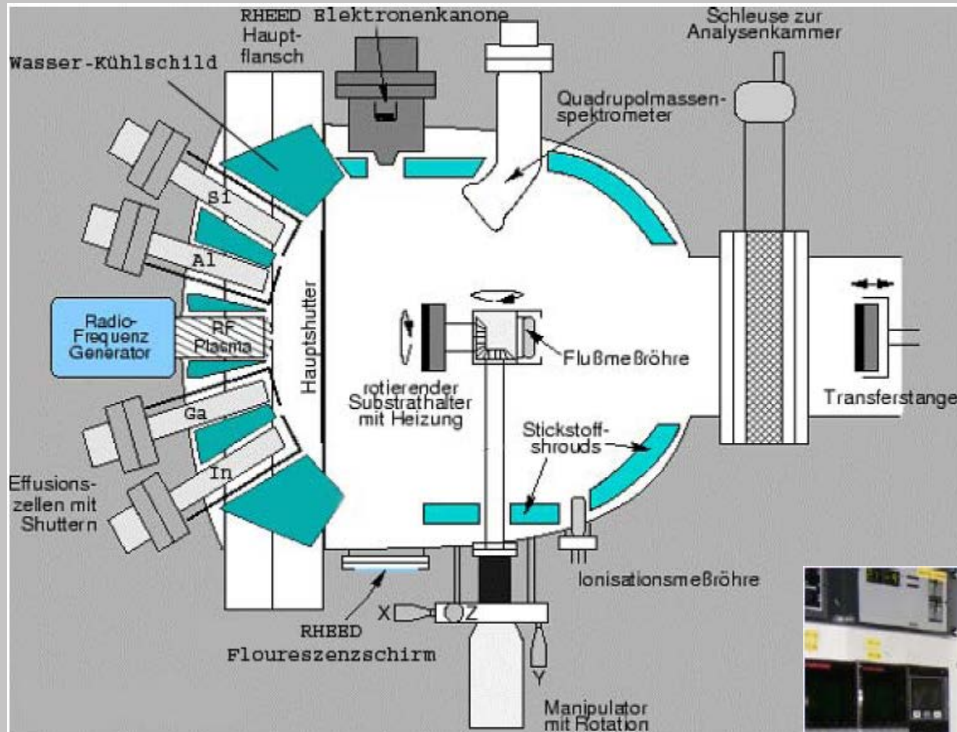 RHEED Elektronenkanone
Haupt-
flansch
Wasser-Kühlschild
Schleuse zur
Analysenkammer
Quadrupolmassen-
spektrometer
Si
Al
Radio-
Frequenz
Generator
RF
Plasma
Hauptshutter
Flußmeßröhre
rotierender
Substrathalter
mit Heizung
Transferstange
Ga
In
Stickstoff-
shrouds
Effusions-
zellen mit
Shuttern
Ionisationsmeßröhre
X
Z
Y
RHEED
Floureszenzschirm
Manipulator
mit Rotation